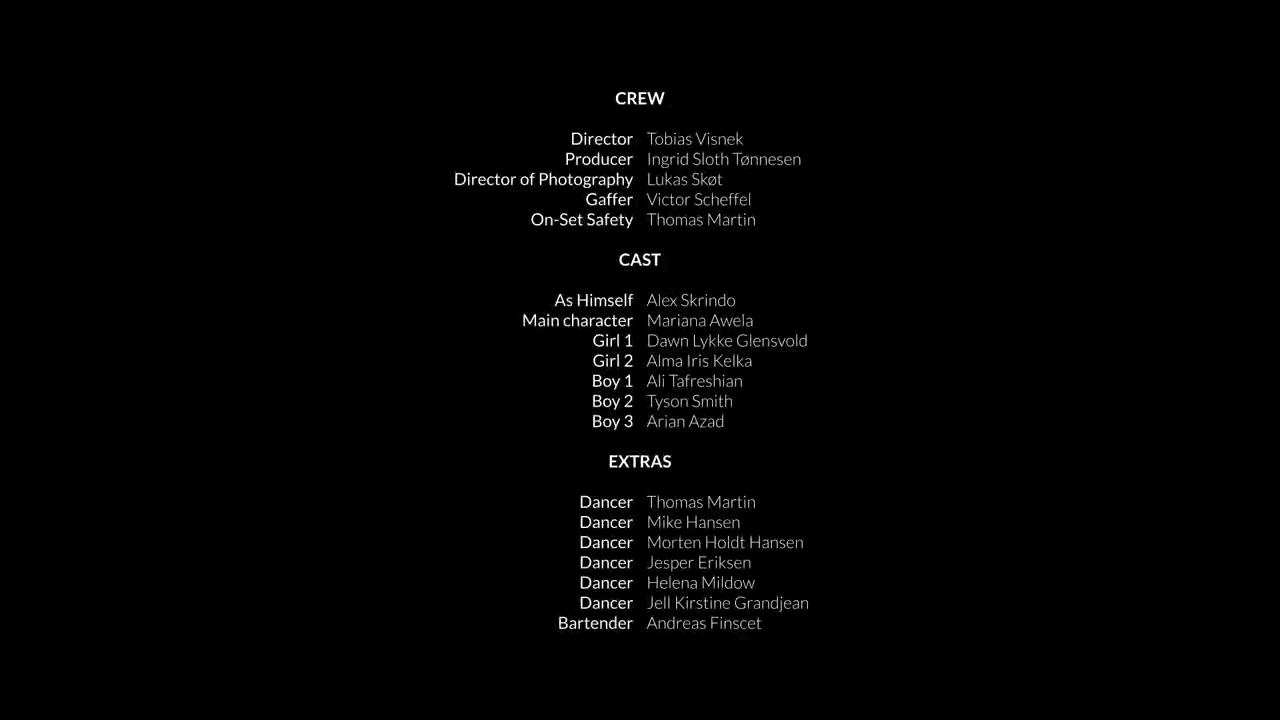 CREW
Director Tobias Visnek
Producer Ingrid Sloth Tønnesen
Director of Photography Lukas Skøt
Gaffer Victor Scheffel
On-Set Safety Thomas Martin
CAST
As Himself Alex Skrindo
Main character Mariana Awela
Girl 1 Dawn Lykke Glensvold
Girl 2 Alma Iris Kelka
Boy 1 Ali Tafreshian
Boy 2 Tyson Smith
Boy 3 Arian Azad
EXTRAS
Dancer Thomas Martin
Dancer Mike Hansen
Dancer Morten Holdt Hansen
Dancer Jesper Eriksen
Dancer Helena Mildow
Dancer Jell Kirstine Grandjean
Bartender Andreas Finscet